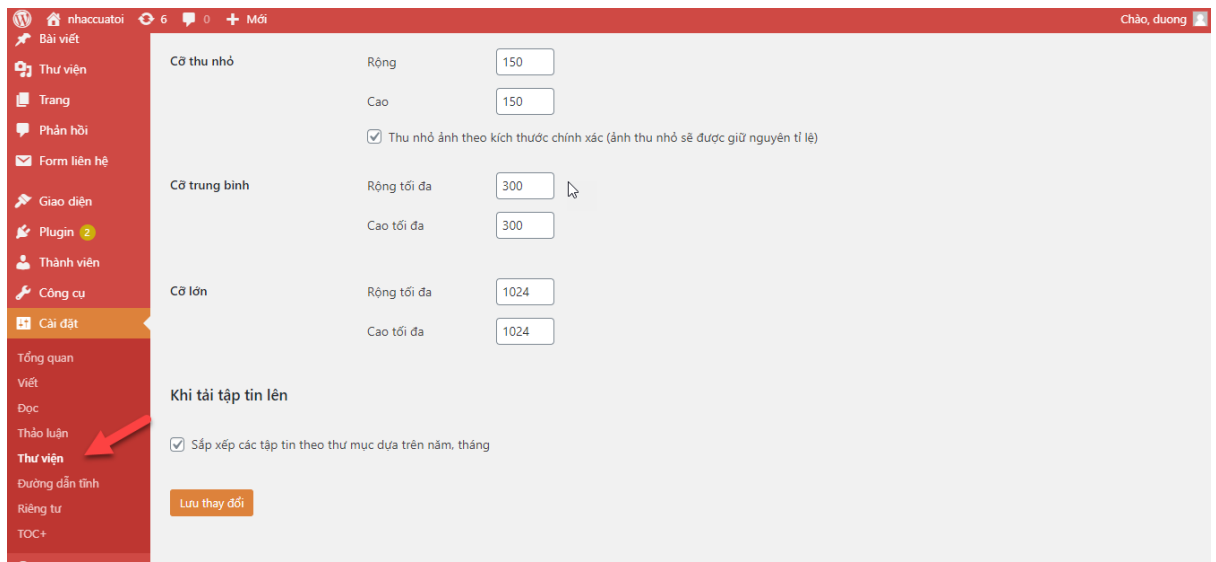 nhaccuatoi 6 0 Mới Chào, duong
Bài viết
Thư viện
Trang
Phản hồi
Form liên hệ
Giao diện
Plugin 2
Thành viên
Công cụ
Cài đặt
Tổng quan
Viết
Đọc
Thảo luận
Thư viện
Đường dẫn tĩnh
Riêng tư
TOC+
Cỡ thu nhỏ Rộng 150
Cao 150
Thu nhỏ ảnh theo kích thước chính xác (ảnh thu nhỏ sẽ được giữ nguyên tỉ lệ)
Cỡ trung bình Rộng tối đa 300
Cao tối đa 300
Cỡ lớn Rộng tối đa 1024
Cao tối đa 1024
Khi tải tập tin lên
Sắp xếp các tập tin theo thư mục dựa trên năm, tháng
Lưu thay đổi